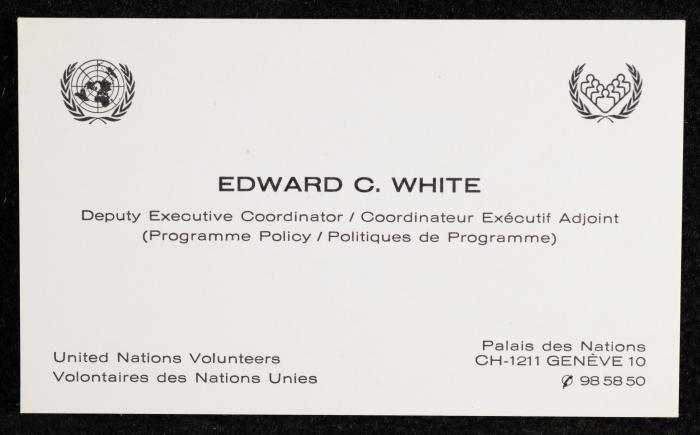 EDWARD C. WHITE
Deputy Executive Coordinator / Coordinateur Exécutif Adjoint
(Programme Policy / Politiques de Programme)
United Nations Volunteers
Volontaires des Nations Unies
Palais des Nations
CH-1211 GENÈVE 10
✆ 98 58 50